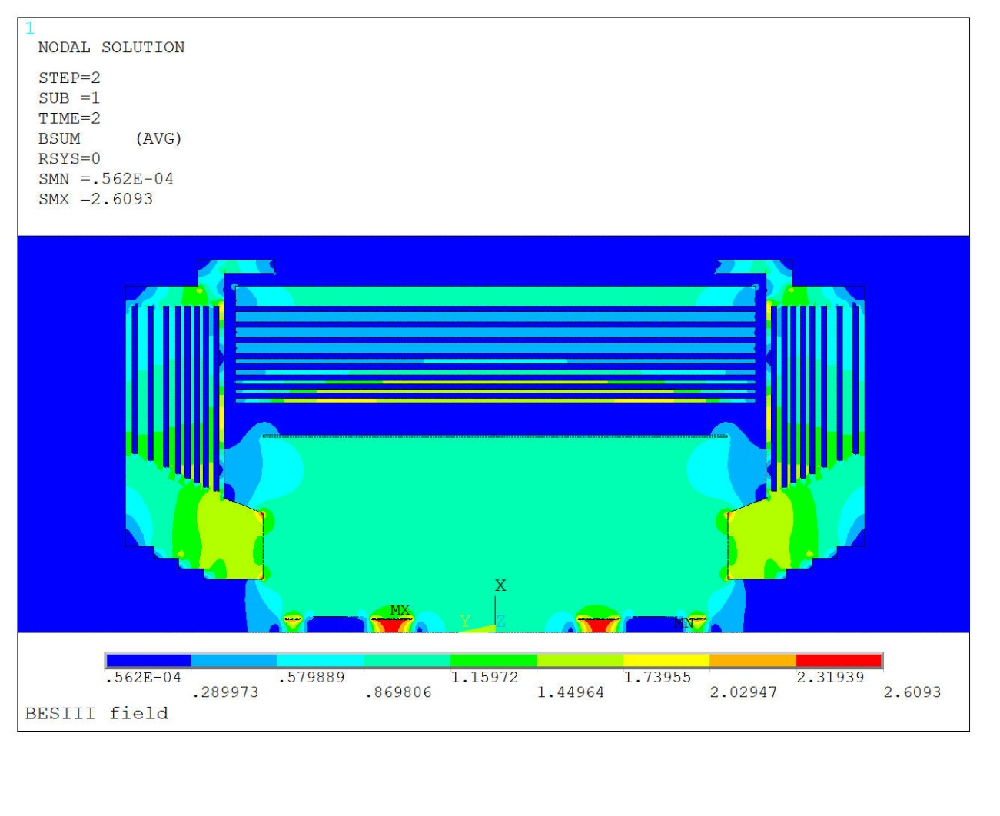 1
NODAL SOLUTION
STEP=2
SUB =1
TIME=2
BSUM (AVG)
RSYS=0
SMN =.562E-04
SMX =2.6093
X
MX
Y Z
MN
.562E-04 .579889 1.15972 1.73955 2.31939
.289973 .869806 1.44964 2.02947 2.6093
BESIII field